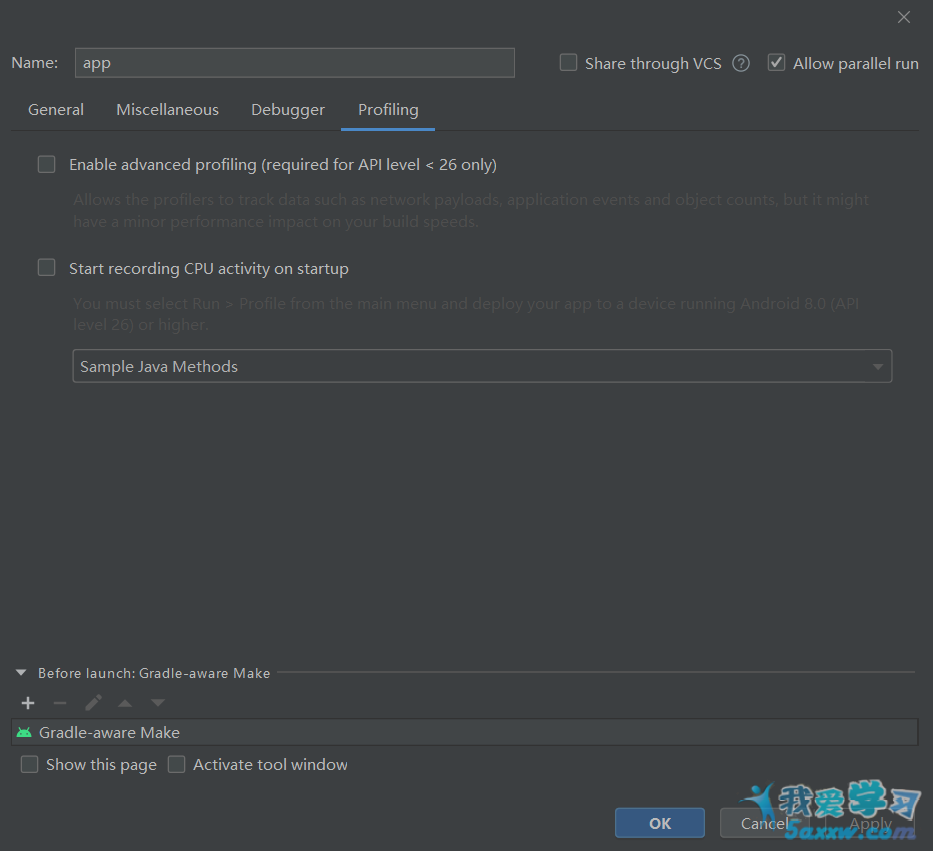 Name: app Share through VCS ? Allow parallel run
General Miscellaneous Debugger Profiling
Enable advanced profiling (required for API level < 26 only)
Allows the profilers to track data such as network payloads, application events and object counts, but it might
have a minor performance impact on your build speeds.
Start recording CPU activity on startup
You must select Run > Profile from the main menu and deploy your app to a device running Android 8.0 (API
level 26) or higher.
Sample Java Methods
Before launch: Gradle-aware Make
Gradle-aware Make
Show this page Activate tool window
OK Cancel Apply
我爱学习
5axxw.com